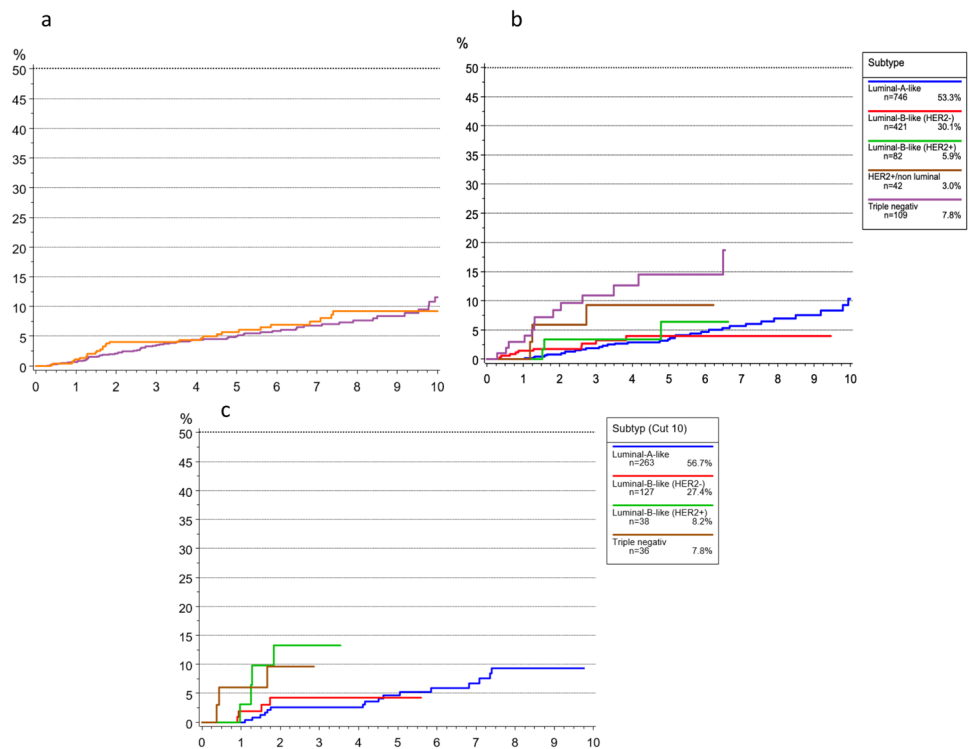 a
%
50
45
40
35
30
25
20
15
10
5
0
0 1 2 3 4 5 6 7 8 9 10
b
%
50
45
40
35
30
25
20
15
10
5
0
0 1 2 3 4 5 6 7 8 9 10
Subtype
Luminal-A-like
n=746 53.3%
Luminal-B-like (HER2-)
n=421 30.1%
Luminal-B-like (HER2+)
n=82 5.9%
HER2+/non luminal
n=42 3.0%
Triple negativ
n=109 7.8%
c
%
50
45
40
35
30
25
20
15
10
5
0
0 1 2 3 4 5 6 7 8 9 10
Subtyp (Cut 10)
Luminal-A-like
n=263 56.7%
Luminal-B-like (HER2-)
n=127 27.4%
Luminal-B-like (HER2+)
n=38 8.2%
Triple negativ
n=36 7.8%